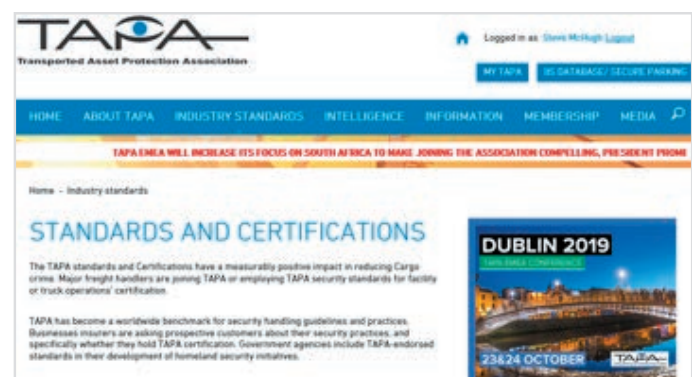 TAPA
Transported Asset Protection Association
Logged in as: Steve McHugh Logout
MY TAPA
IIS DATABASE/ SECURE PARKING
HOME ABOUT TAPA INDUSTRY STANDARDS INTELLIGENCE INFORMATION MEMBERSHIP MEDIA
TAPA EMEA WILL INCREASE ITS FOCUS ON SOUTH AFRICA TO MAKE JOINING THE ASSOCIATION COMPELLING, PRESIDENT PROMI
Home - Industry standards
STANDARDS AND CERTIFICATIONS
The TAPA standards and Certifications have a measurably positive impact in reducing Cargo
crime. Major freight handlers are joining TAPA or employing TAPA security standards for facility
or truck operations' certification.
TAPA has become a worldwide benchmark for security handling guidelines and practices.
Businesses insurers are asking prospective customers about their security practices, and
specifically whether they hold TAPA certification. Government agencies include TAPA-endorsed
standards in their development of homeland security initiatives.
DUBLIN 2019
TAPA EMEA CONFERENCE
23&24 OCTOBER
TAPA